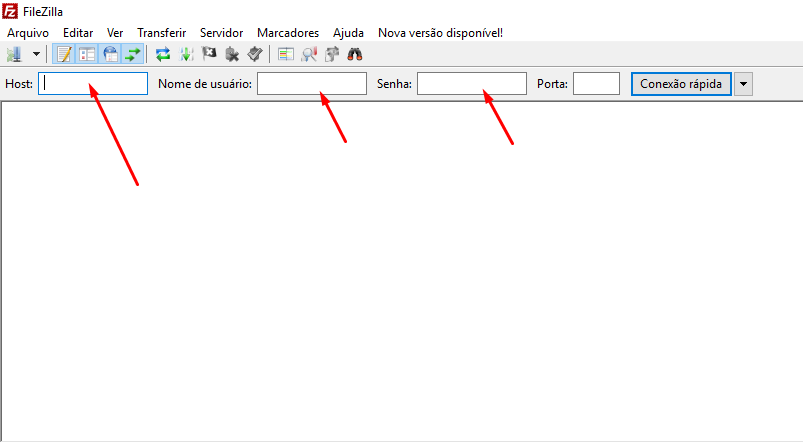 FileZilla
Arquivo Editar Ver Transferir Servidor Marcadores Ajuda Nova versão disponível!
Host: Nome de usuário: Senha: Porta: Conexão rápida